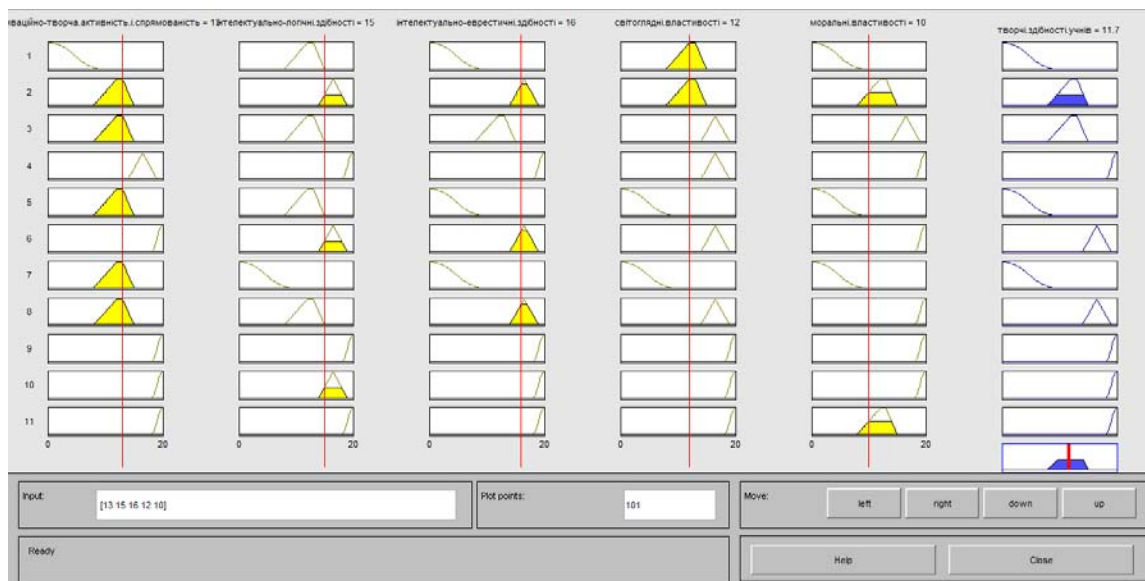 іваційно-творча.активність.і.спрямованість = 13
інтелектуально-логічні.здібності = 15
інтелектуально-евристичні.здібності = 16
світоглядні.властивості = 12
моральні.властивості = 10
творчі.здібності.учнів = 11.7
1
2
3
4
5
6
7
8
9
10
11
0 20
0 20
0 20
0 20
0 20
Input:
[13 15 16 12 10]
Plot points:
101
Move:
left
right
down
up
Ready
Help
Close